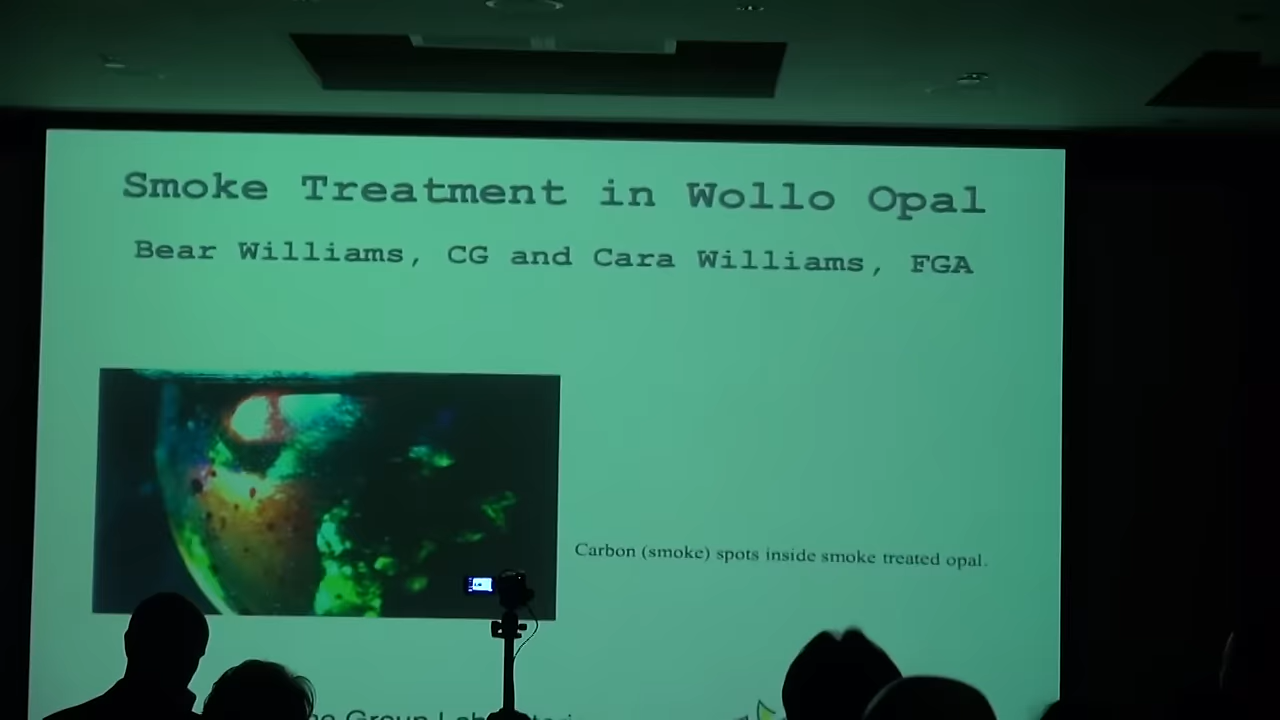 Smoke Treatment in Wollo Opal
Bear Williams, CG and Cara Williams, FGA
Carbon (smoke) spots inside smoke treated opal.
Group